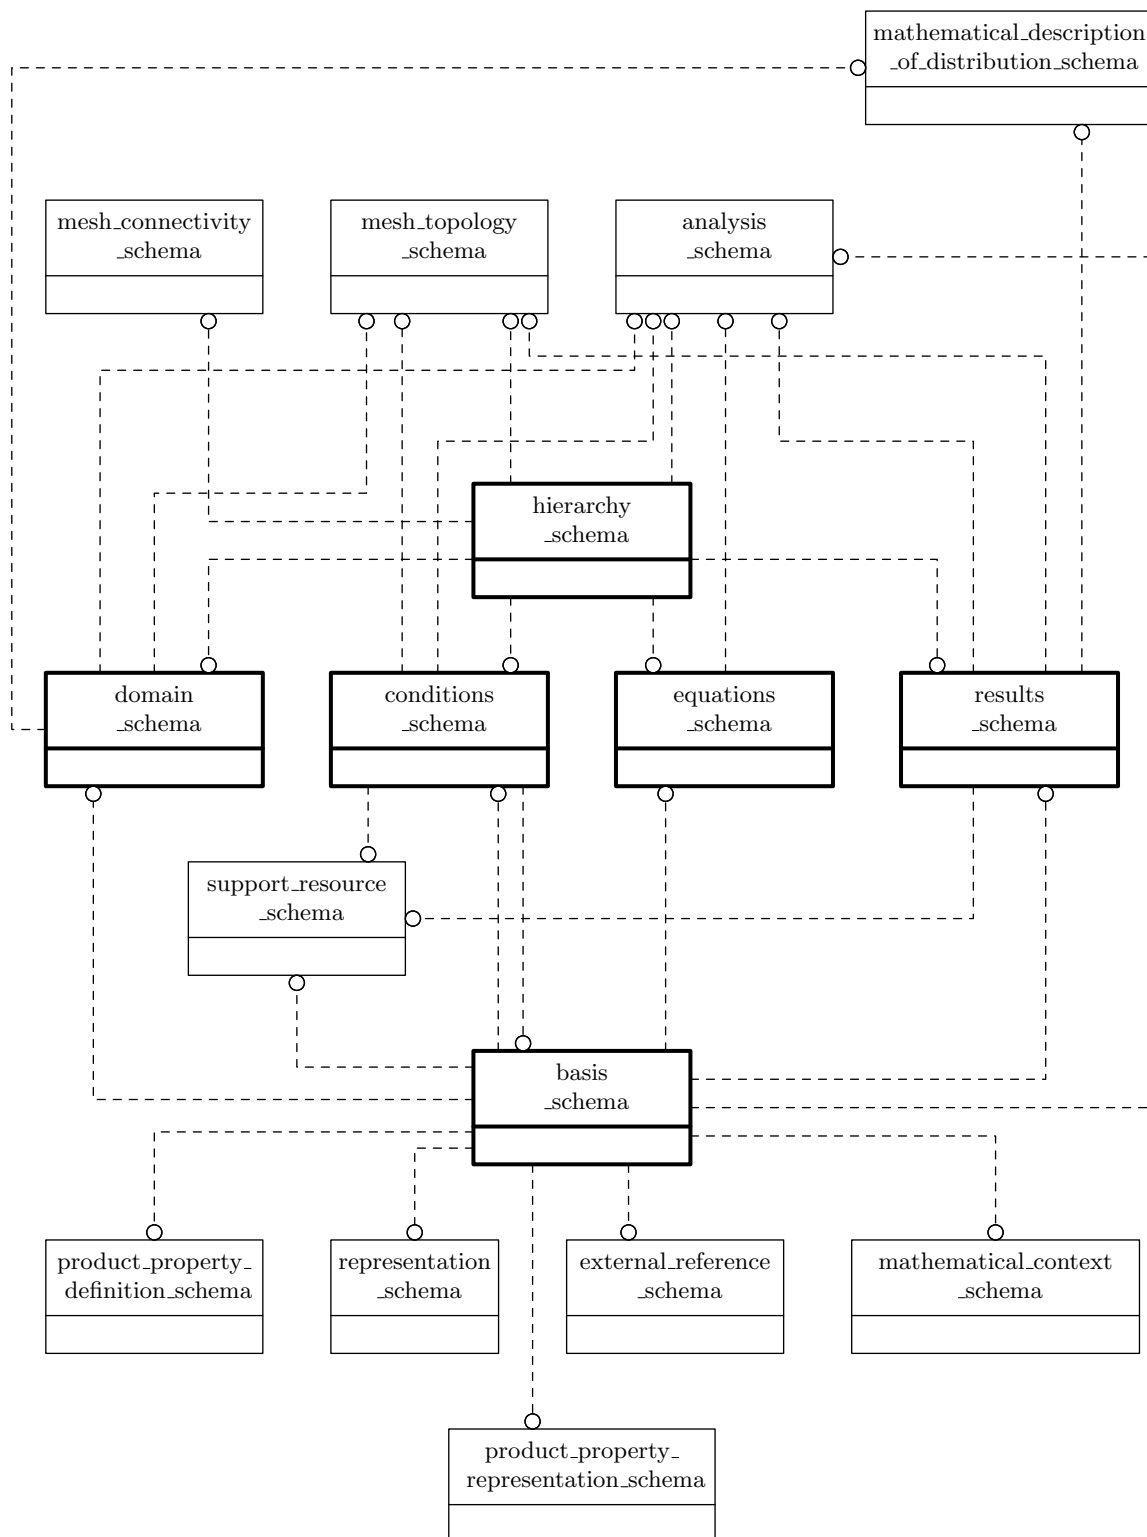 mathematical_description
_of_distribution_schema
mesh_connectivity
_schema
mesh_topology
_schema
analysis
_schema
hierarchy
_schema
domain
_schema
conditions
_schema
equations
_schema
results
_schema
support_resource
_schema
basis
_schema
product_property_
definition_schema
representation
_schema
external_reference
_schema
mathematical_context
_schema
product_property_
representation_schema